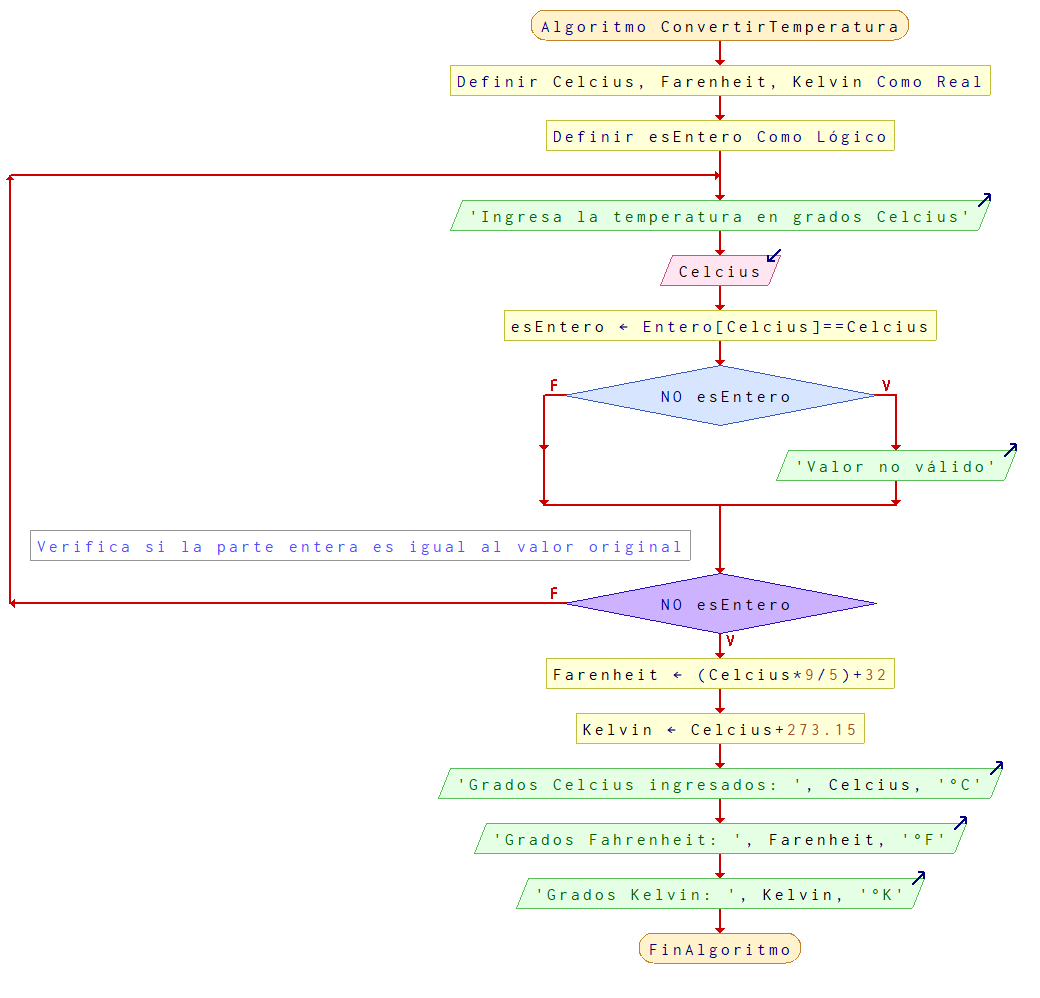 Algoritmo ConvertirTemperatura
Definir Celcius, Farenheit, Kelvin Como Real
Definir esEntero Como Lógico
'Ingresa la temperatura en grados Celcius'
Celcius
esEntero ← Entero[Celcius]==Celcius
NO esEntero
F
V
'Valor no válido'
Verifica si la parte entera es igual al valor original
NO esEntero
F
V
Farenheit ← (Celcius*9/5)+32
Kelvin ← Celcius+273.15
'Grados Celcius ingresados: ', Celcius, '°C'
'Grados Fahrenheit: ', Farenheit, '°F'
'Grados Kelvin: ', Kelvin, '°K'
FinAlgoritmo